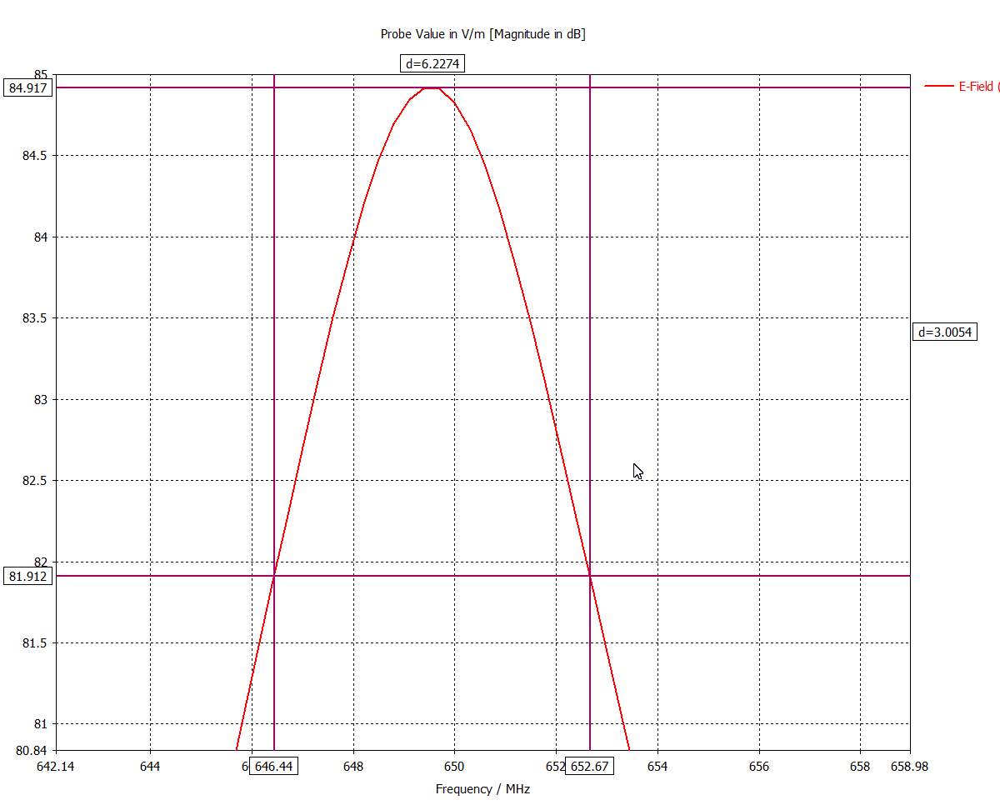 Probe Value in V/m [Magnitude in dB]
d=6.2274
85
84.917
E-Field (
84.5
84
83.5
d=3.0054
83
82.5
82
81.912
81.5
81
80.84
642.14 644 646.44 648 650 652 652.67 654 656 658 658.98
Frequency / MHz